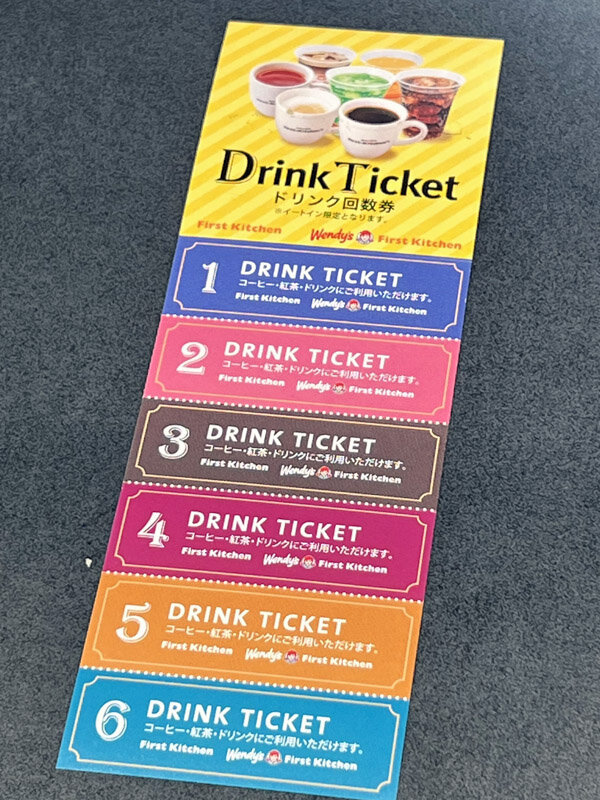 Drink Ticket
ドリンク回数券
※イートイン限定となります。
First Kitchen Wendy's First Kitchen
1 DRINK TICKET
コーヒー・紅茶・ドリンクにご利用いただけます。
First Kitchen Wendy's First Kitchen
2 DRINK TICKET
コーヒー・紅茶・ドリンクにご利用いただけます。
First Kitchen Wendy's First Kitchen
3 DRINK TICKET
コーヒー・紅茶・ドリンクにご利用いただけます。
First Kitchen Wendy's First Kitchen
4 DRINK TICKET
コーヒー・紅茶・ドリンクにご利用いただけます。
First Kitchen Wendy's First Kitchen
5 DRINK TICKET
コーヒー・紅茶・ドリンクにご利用いただけます。
First Kitchen Wendy's First Kitchen
6 DRINK TICKET
コーヒー・紅茶・ドリンクにご利用いただけます。
First Kitchen Wendy's First Kitchen